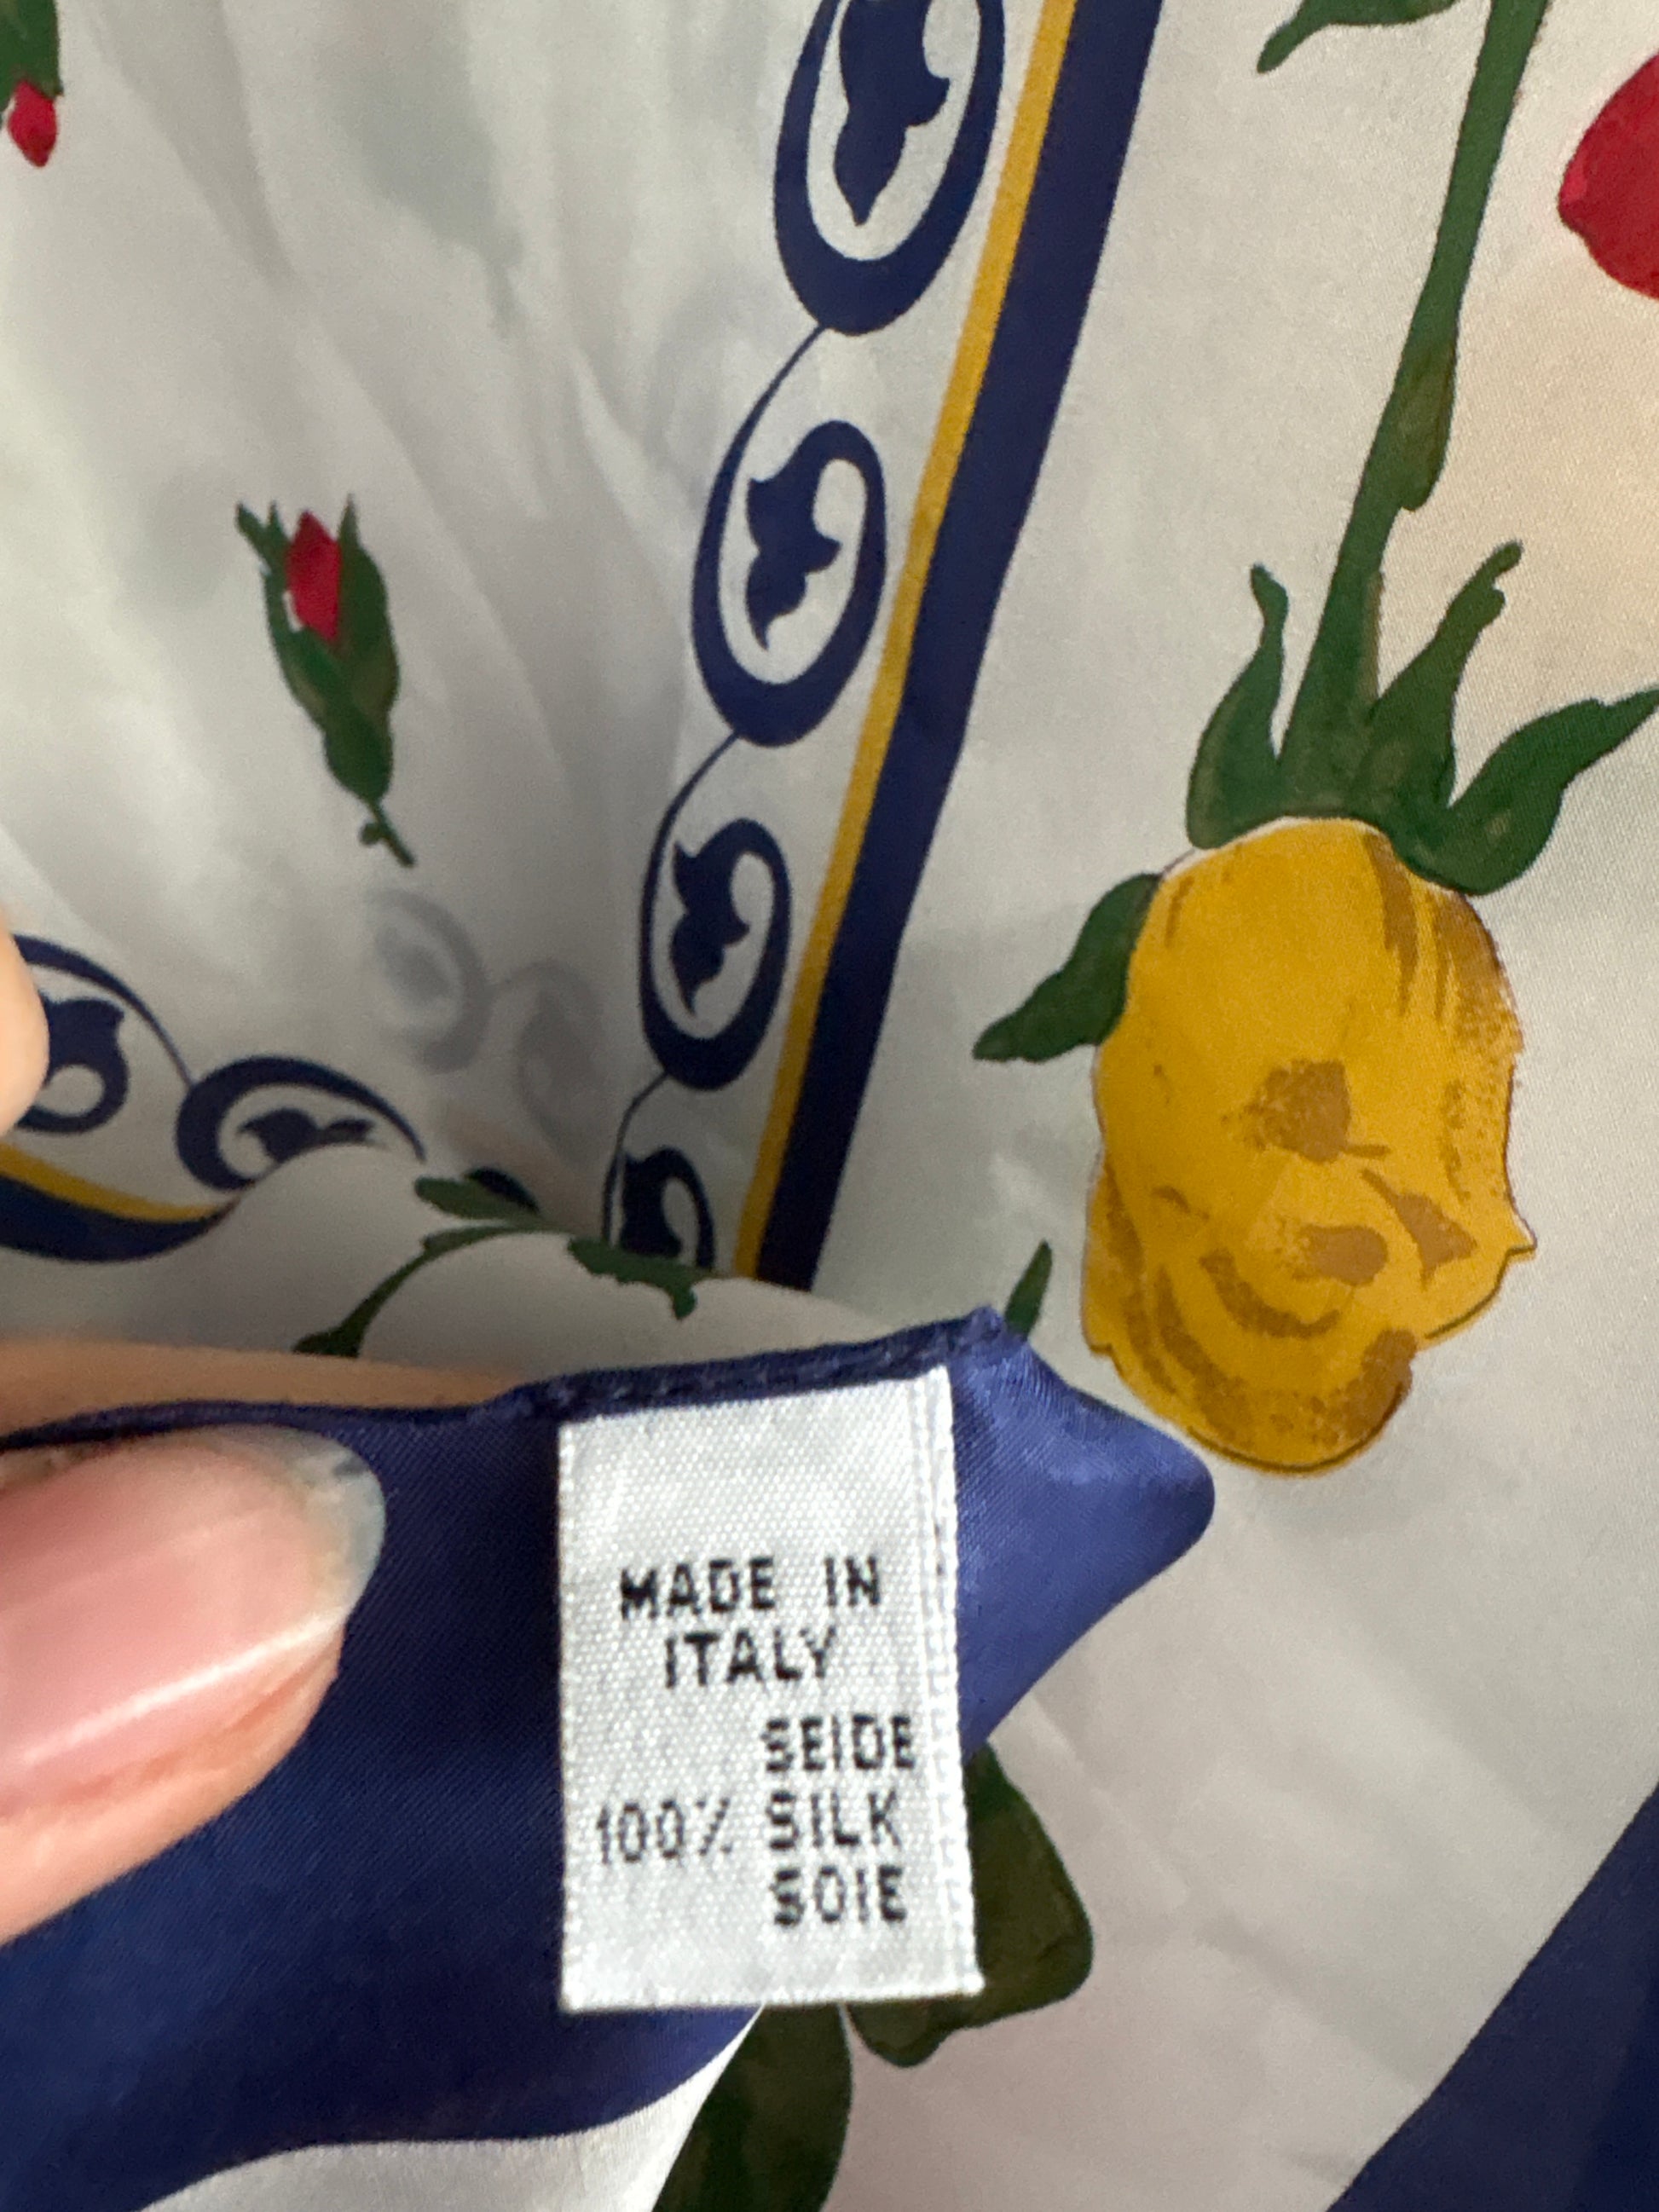 MADE IN
ITALY
SEIDE
100% SILK
SOIE